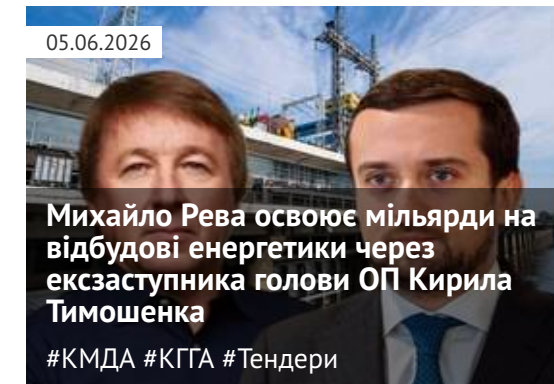 05.06.2026
Михайло Рева освоює мільярди на
відбудові енергетики через
ексзаступника голови ОП Кирила
Тимошенка
#КМДА #КГГА #Тендери